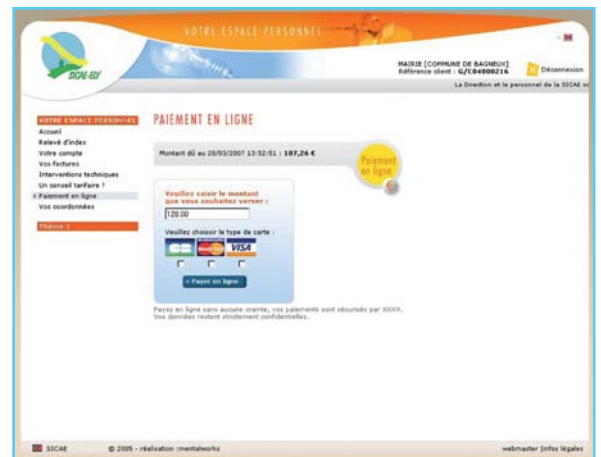 VOTRE ESPACE PERSONNEL
SICAE-ELY
MAIRIE [COMMUNE DE BAGNEUX]
Référence client : G/C04000216
Déconnexion
La Direction et le personnel de la SICAE
VOTRE ESPACE PERSONNEL
Accueil
Relevé d'index
Votre compte
Vos factures
Interventions techniques
Un conseil tarifaire ?
Paiement en ligne
Vos coordonnées
Thème 1
PAIEMENT EN LIGNE
Montant dû au 28/03/2007 13:52:51 : 107,26 €
Paiement
en ligne
Veuillez saisir le montant
que vous souhaitez verser :
120.00
Veuillez choisir le type de carte :
CB MasterCard VISA
> Payer en ligne
Payez en ligne sans aucune crainte, vos paiements sont sécurisés par XXXX.
Vos données restent strictement confidentielles.
SICAE © 2005 - réalisation :mentalworks webmaster |infos légales